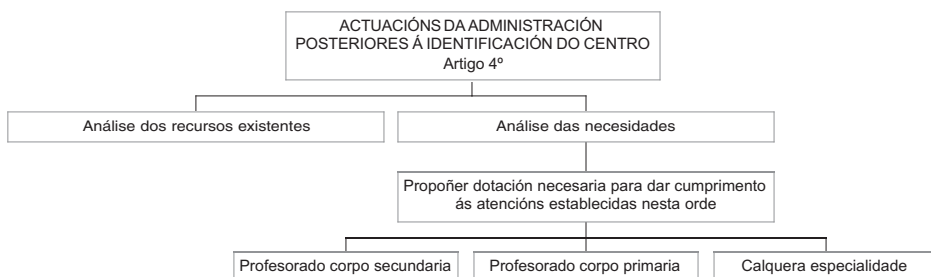 ACTUACIÓNS DA ADMINISTRACIÓN
POSTERIORES Á IDENTIFICACIÓN DO CENTRO
Artigo 4º
Análise dos recursos existentes
Análise das necesidades
Propoñer dotación necesaria para dar cumprimento
ás atencións establecidas nesta orde
Profesorado corpo secundaria
Profesorado corpo primaria
Calquera especialidade